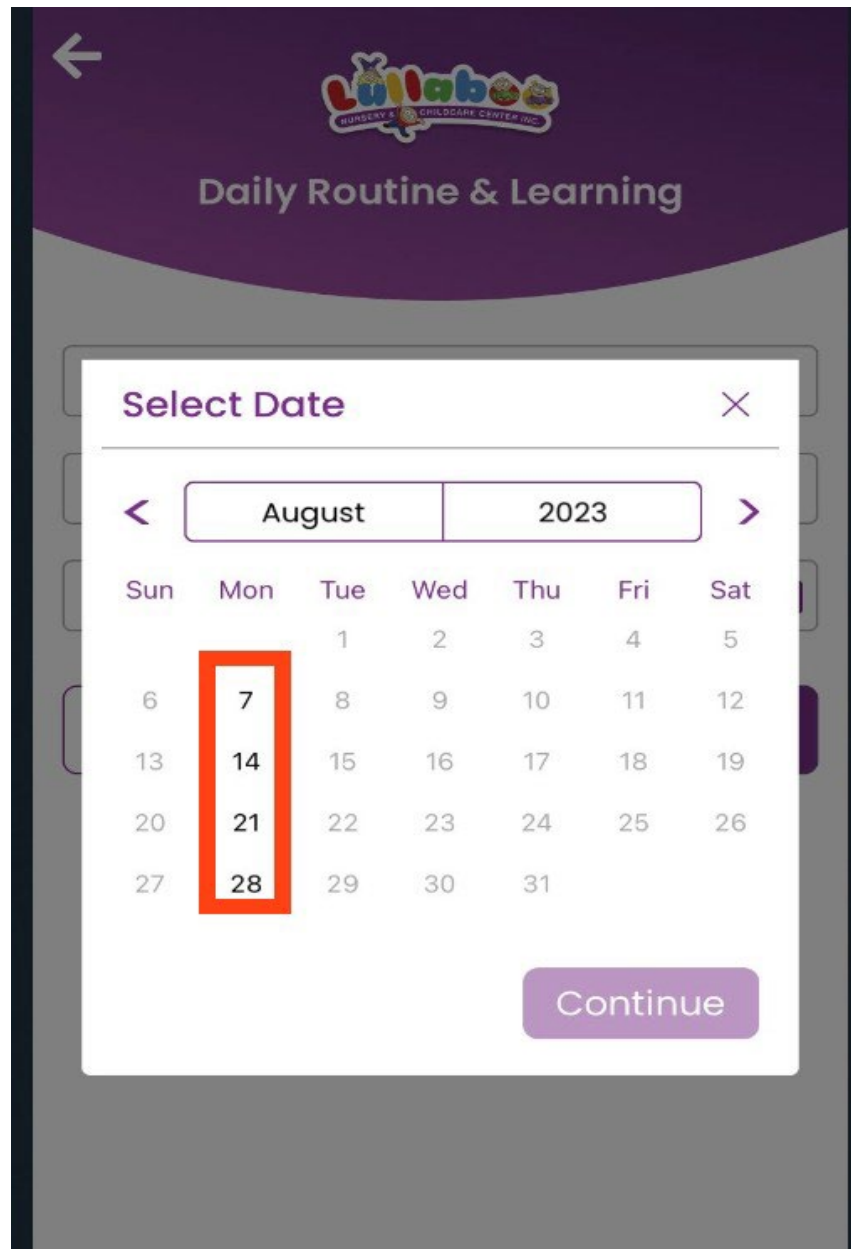 Lullaboo
NURSERY & CHILDCARE CENTER INC.
Daily Routine & Learning
Select Date
< August 2023 >
Sun Mon Tue Wed Thu Fri Sat
1 2 3 4 5
6 7 8 9 10 11 12
13 14 15 16 17 18 19
20 21 22 23 24 25 26
27 28 29 30 31
Continue